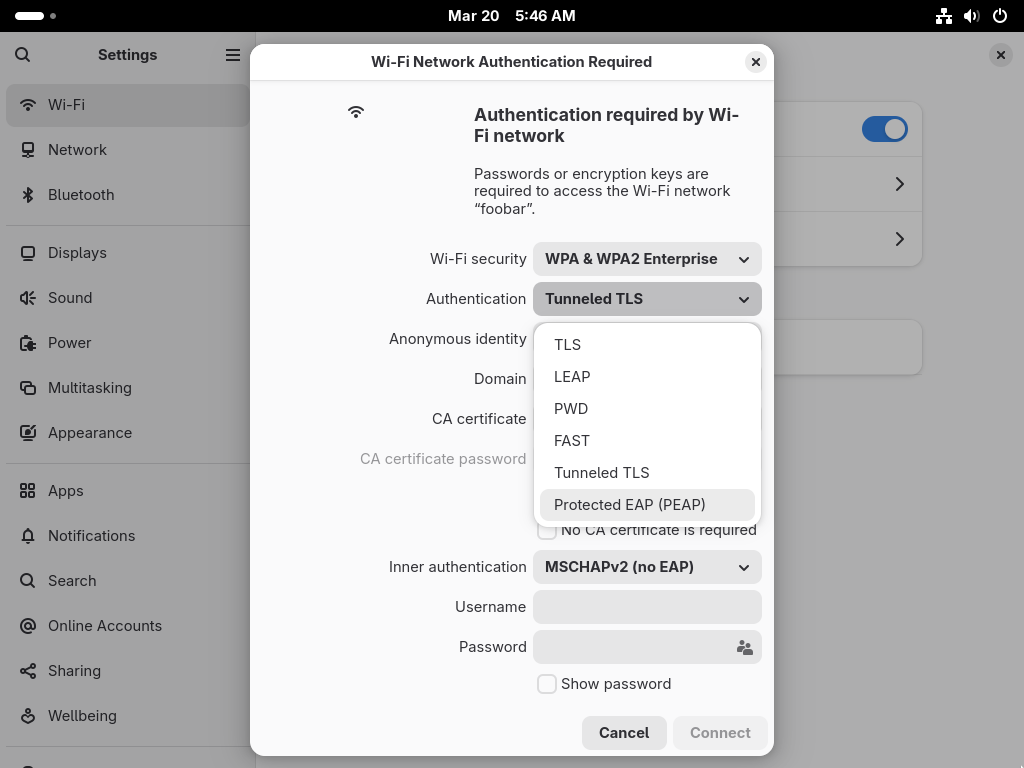 Mar 20 5:46 AM
Settings
Wi-Fi
Network
Bluetooth
Displays
Sound
Power
Multitasking
Appearance
Apps
Notifications
Search
Online Accounts
Sharing
Wellbeing
Wi-Fi Network Authentication Required
Authentication required by Wi-
Fi network
Passwords or encryption keys are
required to access the Wi-Fi network
“foobar”.
Wi-Fi security WPA & WPA2 Enterprise
Authentication Tunneled TLS
Anonymous identity
Domain
CA certificate
CA certificate password
TLS
LEAP
PWD
FAST
Tunneled TLS
Protected EAP (PEAP)
No CA certificate is required
Inner authentication MSCHAPv2 (no EAP)
Username
Password
Show password
Cancel Connect